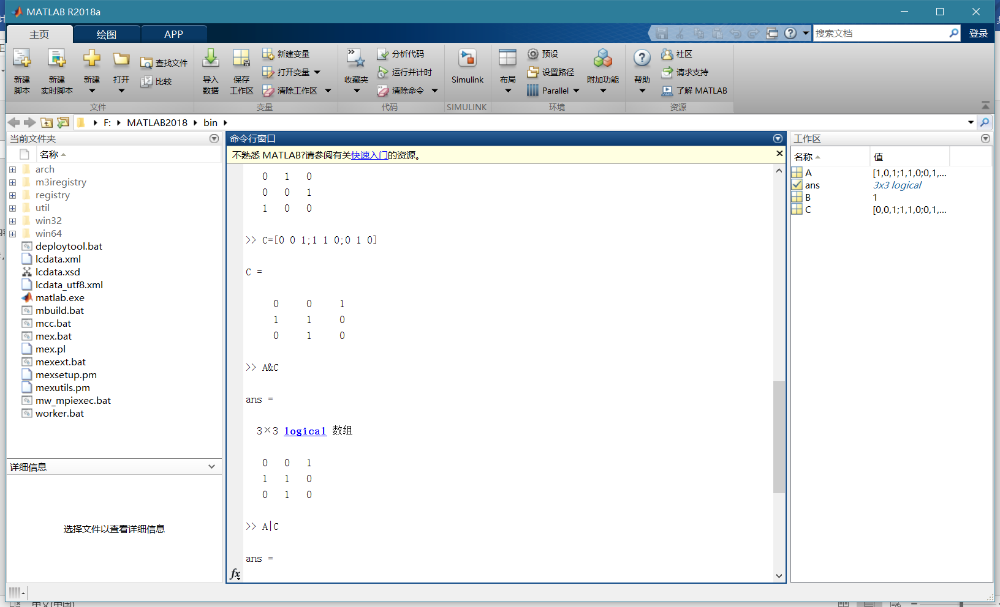 MATLAB R2018a
主页 绘图 APP
搜索文档 登录
新建脚本 新建实时脚本 新建 打开 查找文件 比较
导入数据 保存工作区 新建变量 打开变量 清除工作区
收藏夹 分析代码 运行并计时 清除命令
Simulink
布局 预设 设置路径 Parallel 附加功能
帮助 社区 请求支持 了解 MATLAB
文件 变量 代码 SIMULINK 环境 资源
F: MATLAB2018 bin
当前文件夹
名称
arch
m3iregistry
registry
util
win32
win64
deploytool.bat
lcdata.xml
lcdata.xsd
lcdata_utf8.xml
matlab.exe
mbuild.bat
mcc.bat
mex.bat
mex.pl
mexext.bat
mexsetup.pm
mexutils.pm
mw_mpiexec.bat
worker.bat
详细信息
选择文件以查看详细信息
命令行窗口
不熟悉 MATLAB?请参阅有关快速入门的资源。
0 1 0
0 0 1
1 0 0
>> C=[0 0 1;1 1 0;0 1 0]
C =
0 0 1
1 1 0
0 1 0
>> A&C
ans =
3×3 logical 数组
0 0 1
1 1 0
0 1 0
>> A|C
ans =
fx
工作区
名称 值
A [1,0,1;1,1,0;0,1,...
ans 3x3 logical
B 1
C [0,0,1;1,1,0;0,1,...